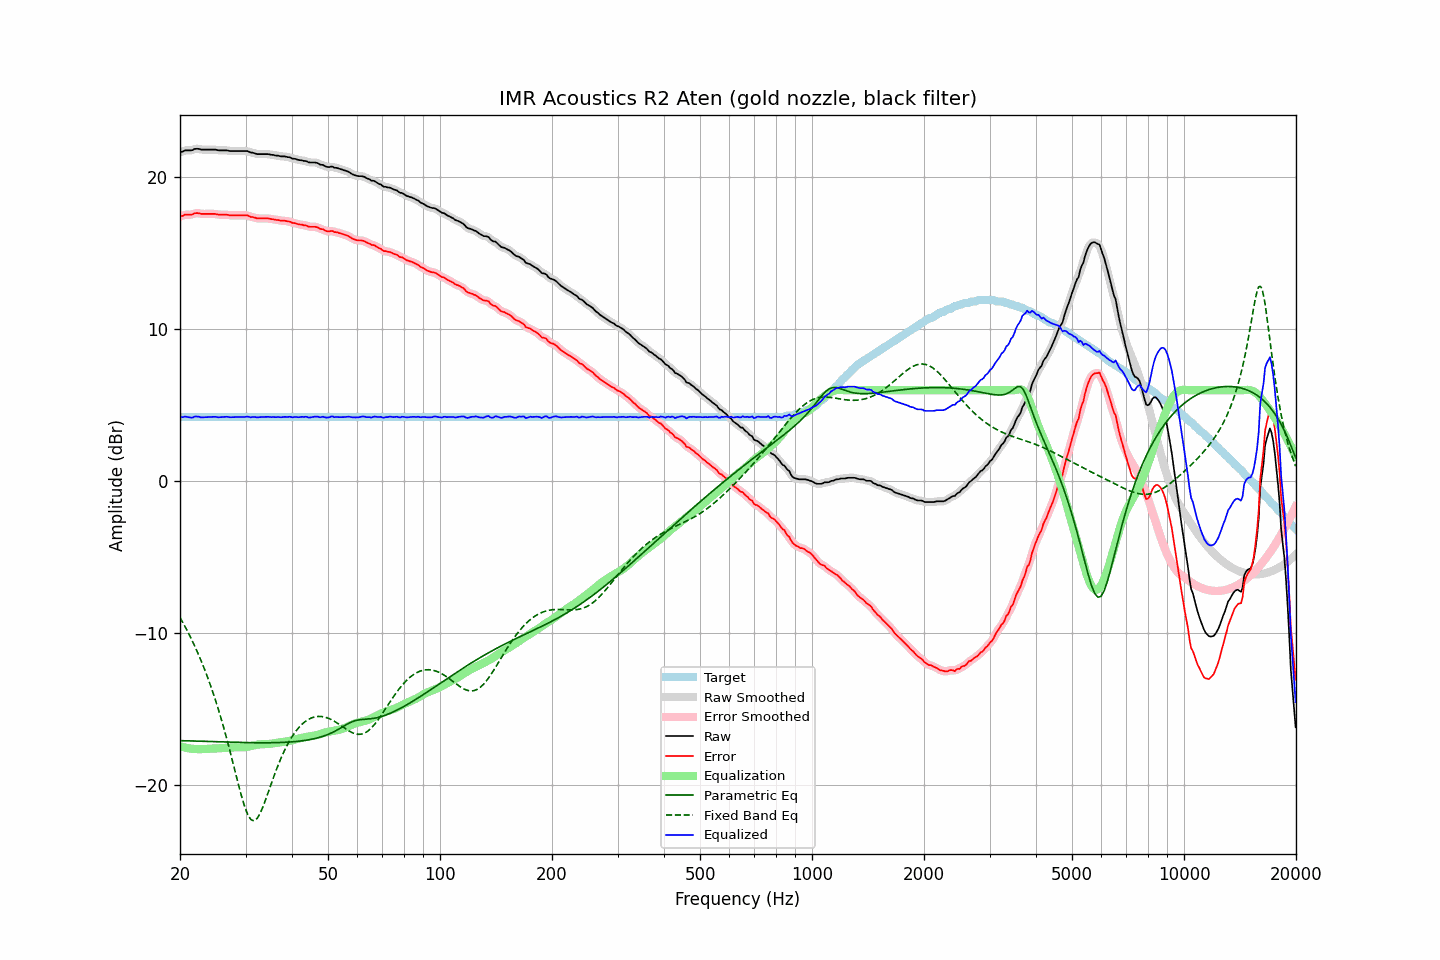 IMR Acoustics R2 Aten (gold nozzle, black filter)
Amplitude (dBr)
20
10
0
−10
−20
Target
Raw Smoothed
Error Smoothed
Raw
Error
Equalization
Parametric Eq
Fixed Band Eq
Equalized
20 50 100 200 500 1000 2000 5000 10000 20000
Frequency (Hz)